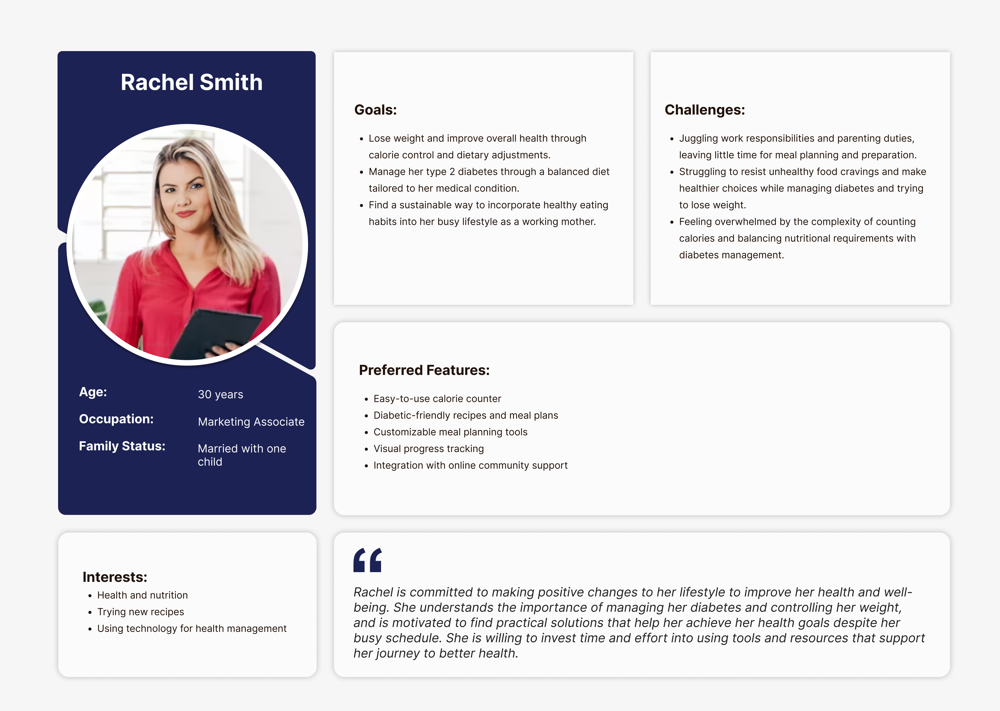 Rachel Smith
Age:
30 years
Occupation:
Marketing Associate
Family Status:
Married with one
child
Goals:
• Lose weight and improve overall health through
calorie control and dietary adjustments.
• Manage her type 2 diabetes through a balanced diet
tailored to her medical condition.
• Find a sustainable way to incorporate healthy eating
habits into her busy lifestyle as a working mother.
Challenges:
• Juggling work responsibilities and parenting duties,
leaving little time for meal planning and preparation.
• Struggling to resist unhealthy food cravings and make
healthier choices while managing diabetes and trying
to lose weight.
• Feeling overwhelmed by the complexity of counting
calories and balancing nutritional requirements with
diabetes management.
Preferred Features:
• Easy-to-use calorie counter
• Diabetic-friendly recipes and meal plans
• Customizable meal planning tools
• Visual progress tracking
• Integration with online community support
Interests:
• Health and nutrition
• Trying new recipes
• Using technology for health management
“
Rachel is committed to making positive changes to her lifestyle to improve her health and well-
being. She understands the importance of managing her diabetes and controlling her weight,
and is motivated to find practical solutions that help her achieve her health goals despite her
busy schedule. She is willing to invest time and effort into using tools and resources that support
her journey to better health.